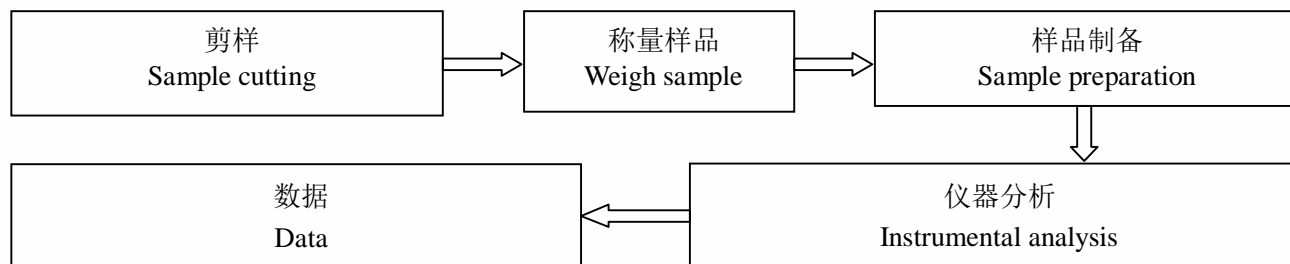 剪样
Sample cutting
称量样品
Weigh sample
样品制备
Sample preparation
仪器分析
Instrumental analysis
数据
Data